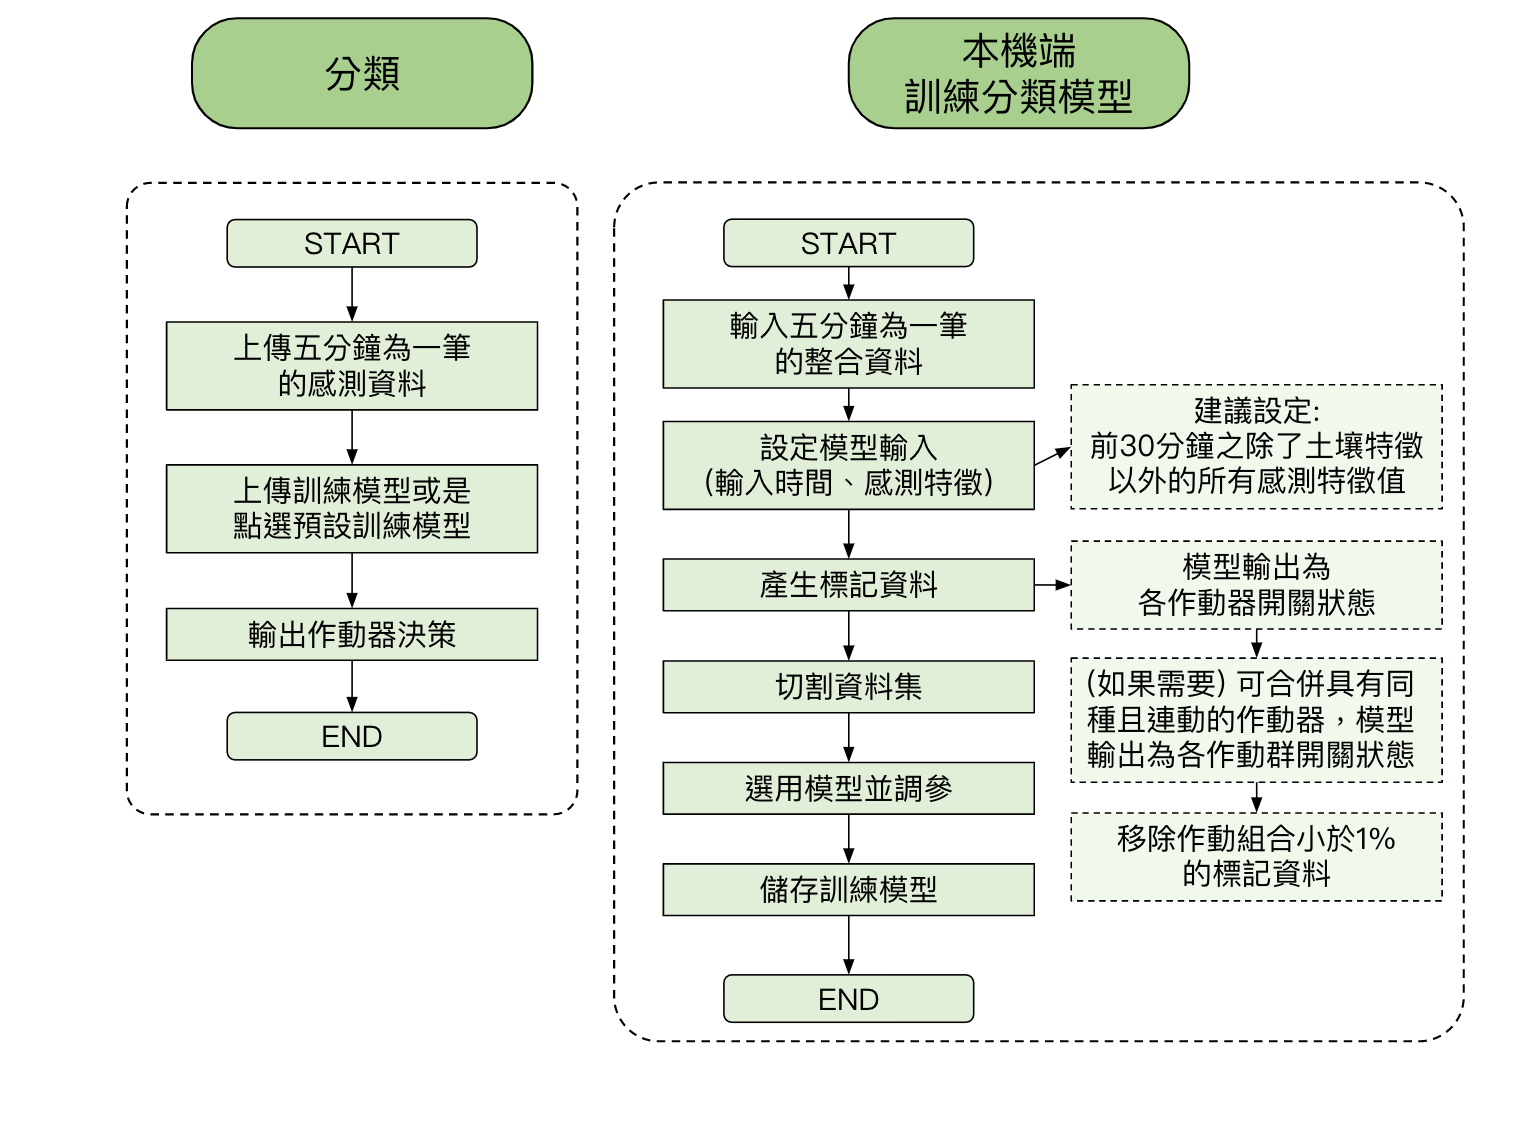 分類
START
上傳五分鐘為一筆
的感測資料
上傳訓練模型或是
點選預設訓練模型
輸出作動器決策
END
本機端
訓練分類模型
START
輸入五分鐘為一筆
的整合資料
設定模型輸入
(輸入時間、感測特徵)
建議設定:
前30分鐘之除了土壤特徵
以外的所有感測特徵值
產生標記資料
模型輸出為
各作動器開關狀態
(如果需要) 可合併具有同
種且連動的作動器，模型
輸出為各作動群開關狀態
移除作動組合小於1%
的標記資料
切割資料集
選用模型並調參
儲存訓練模型
END